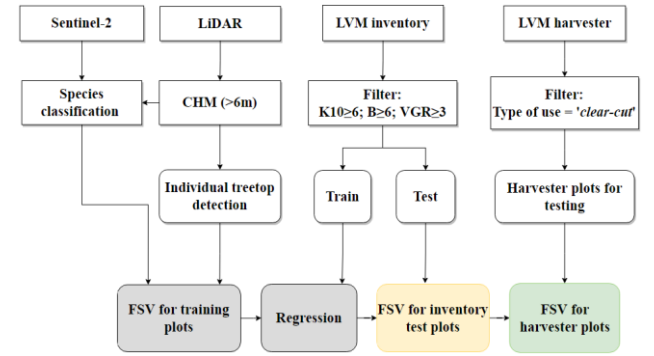 Sentinel-2
LiDAR
LVM inventory
LVM harvester
Species
classification
CHM (>6m)
Filter:
K10≥6; B≥6; VGR≥3
Filter:
Type of use = 'clear-cut'
Individual treetop
detection
Train
Test
Harvester plots for
testing
FSV for training
plots
Regression
FSV for inventory
test plots
FSV for
harvester plots